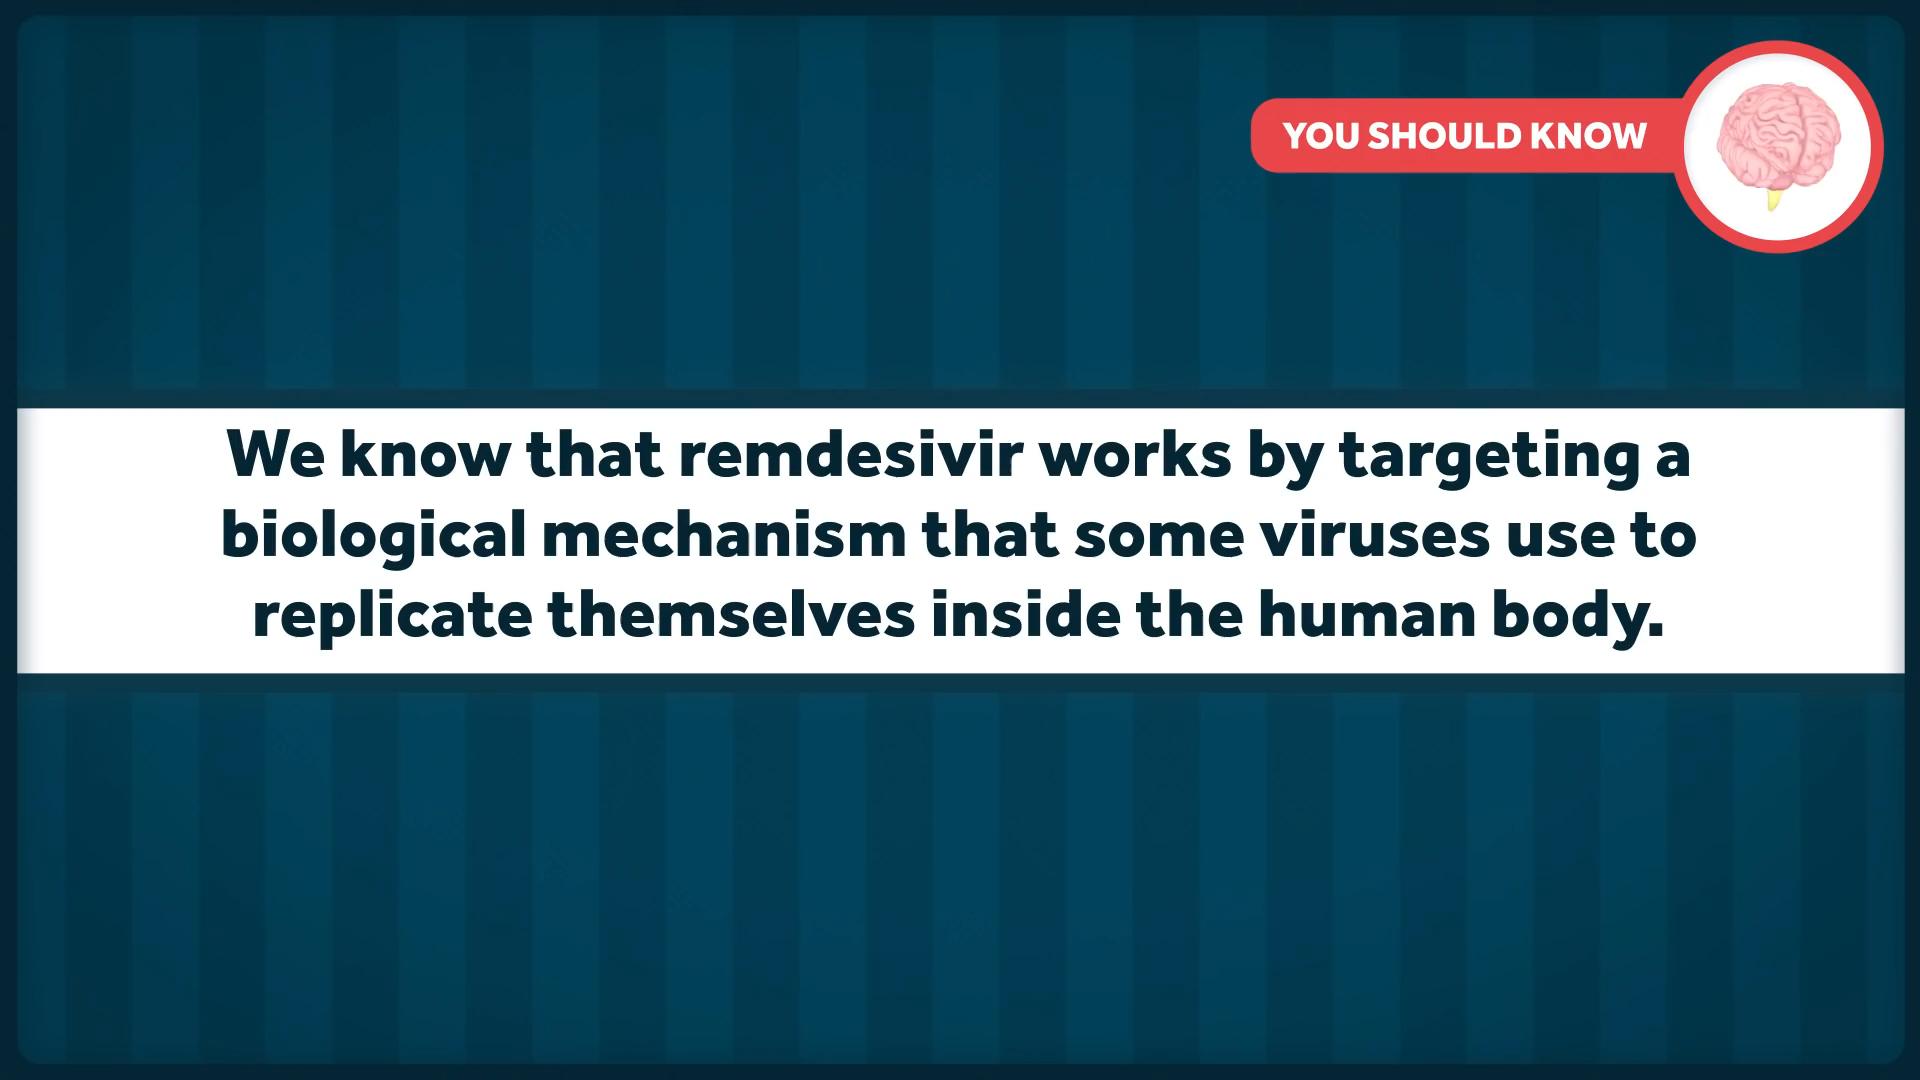 YOU SHOULD KNOW
We know that remdesivir works by targeting a
biological mechanism that some viruses use to
replicate themselves inside the human body.